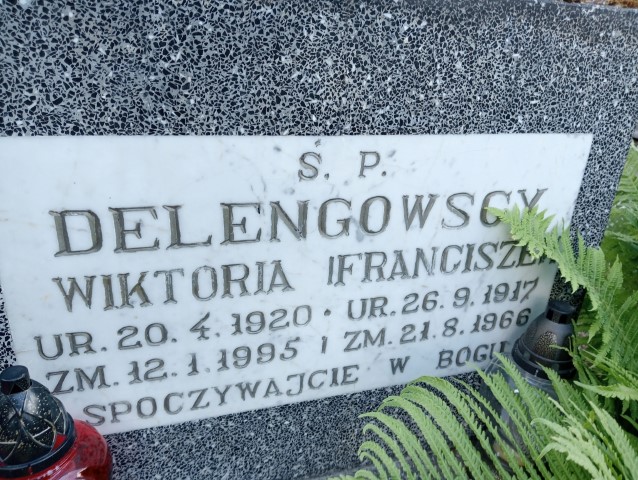 Ś. P.
DELENGOWSCY
WIKTORIA I FRANCISZE
UR. 20. 4. 1920 · UR. 26. 9. 1917
ZM. 12. 1. 1995 | ZM. 21. 8. 1966
SPOCZYWAJCIE W BOGU